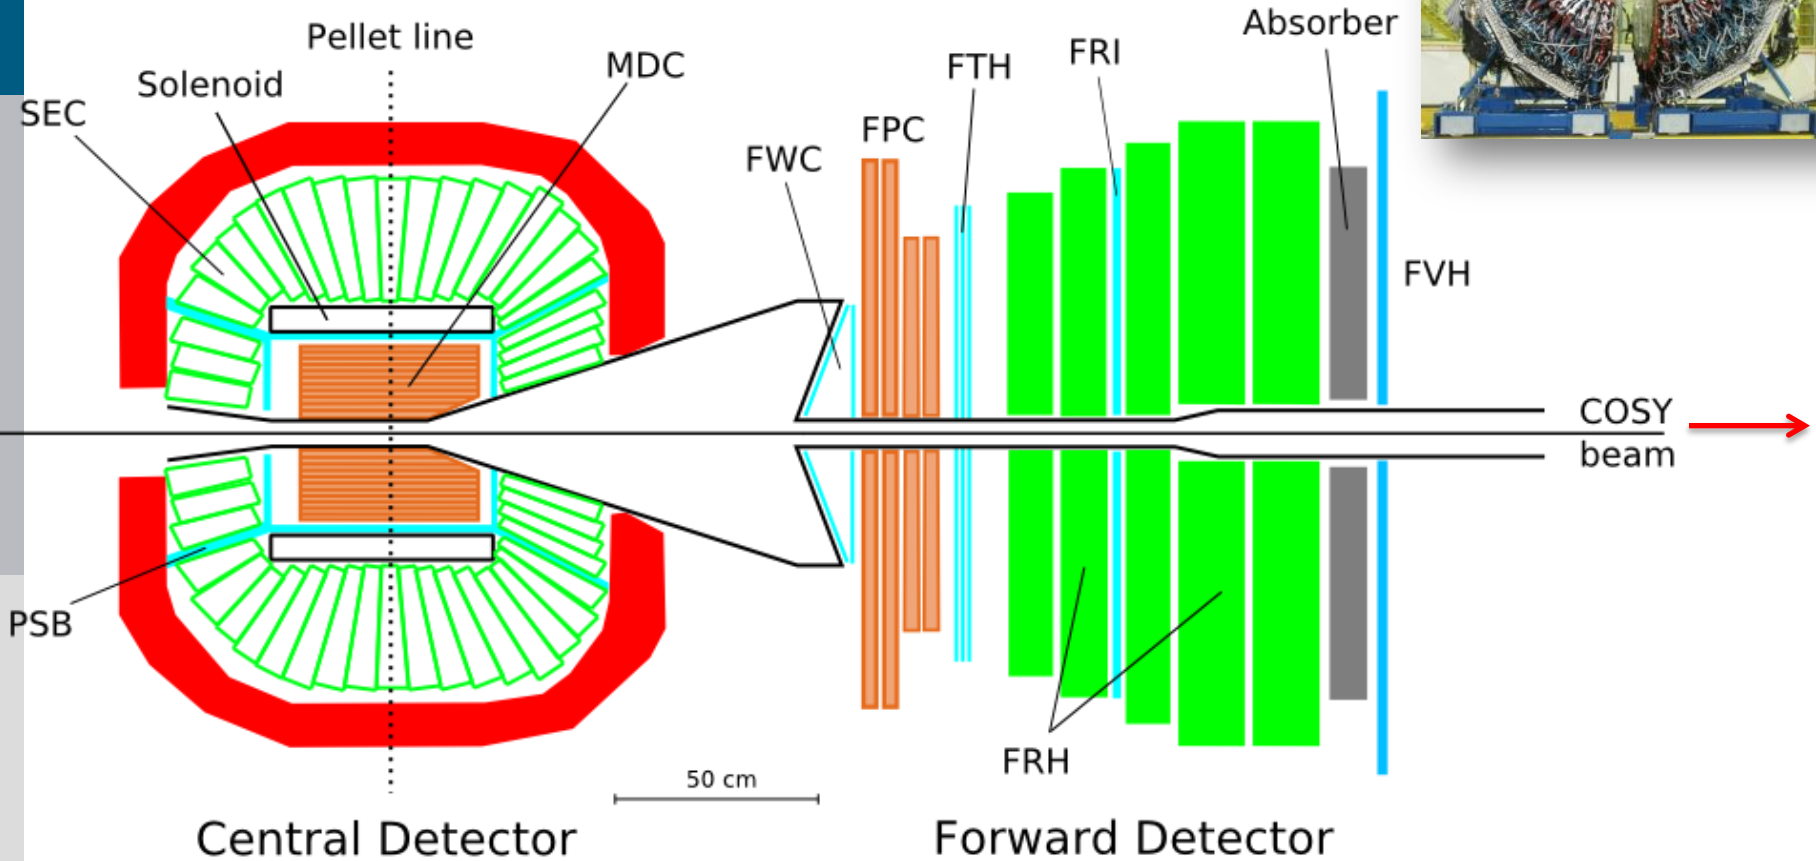 Pellet line
Solenoid
SEC
MDC
FWC
FPC
FTH
FRI
Absorber
FVH
COSY
beam
PSB
FRH
50 cm
Central Detector
Forward Detector